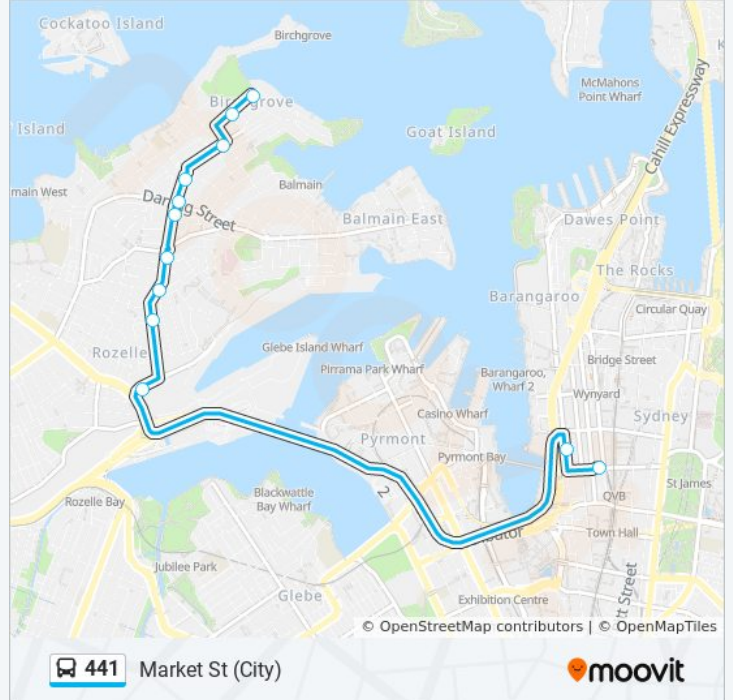 Cockatoo Island
Birchgrove
McMahons
Point Wharf
Island
Goat Island
Cahill Expressway
main West
Balmain
Street
Balmain East
Dawes Point
The Rocks
Barangaroo
Circular Quay
Rozelle
Glebe Island Wharf
Bridge Street
Pirrama Park Wharf
Barangaroo,
Wharf 2
Wynyard
Casino Wharf
Sydney
Pyrmont
Pyrmont Bay
St James
2
QVB
Rozelle Bay
Blackwattle
Bay Wharf
Town Hall
Jubilee Park
Glebe
Exhibition Centre
tt Street
© OpenStreetMap contributors | © OpenMapTiles
441 Market St (City)
moovit